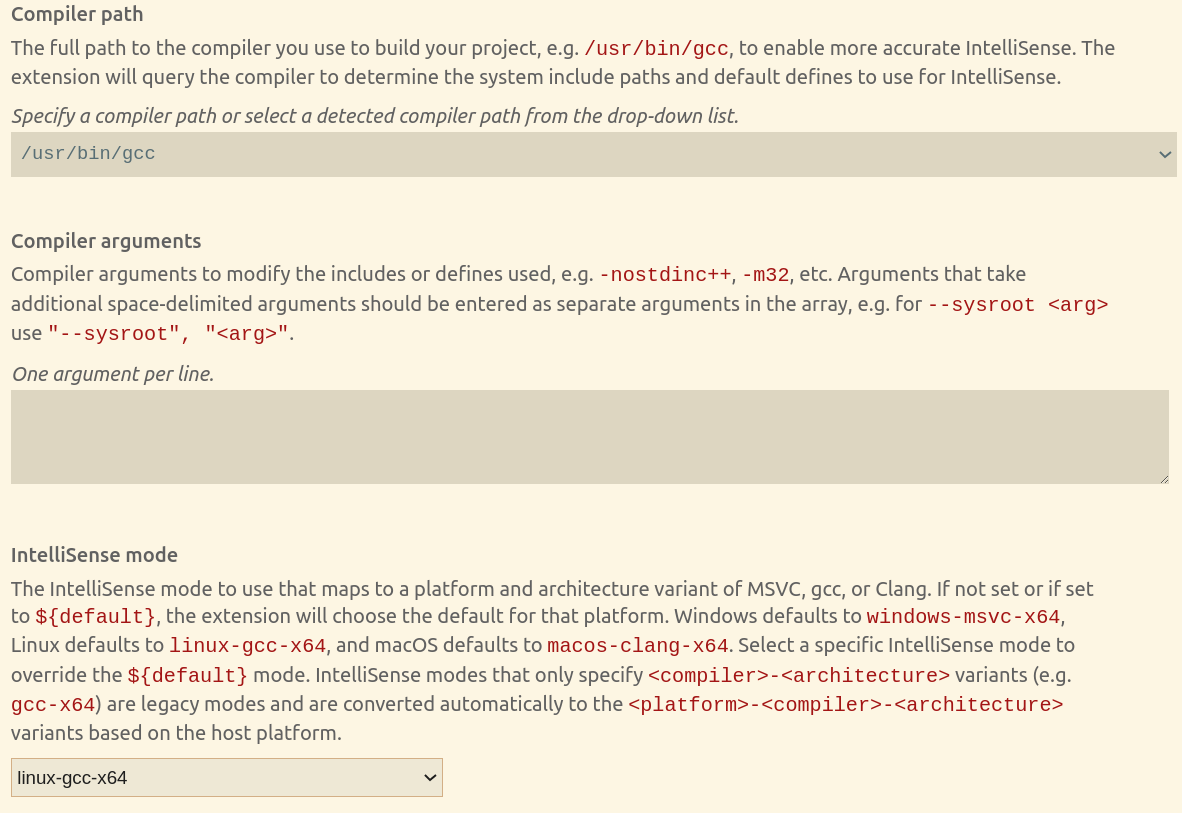 Compiler path
The full path to the compiler you use to build your project, e.g. /usr/bin/gcc, to enable more accurate IntelliSense. The
extension will query the compiler to determine the system include paths and default defines to use for IntelliSense.
Specify a compiler path or select a detected compiler path from the drop-down list.
/usr/bin/gcc
Compiler arguments
Compiler arguments to modify the includes or defines used, e.g. -nostdinc++, -m32, etc. Arguments that take
additional space-delimited arguments should be entered as separate arguments in the array, e.g. for --sysroot <arg>
use "--sysroot", "<arg>".
One argument per line.
IntelliSense mode
The IntelliSense mode to use that maps to a platform and architecture variant of MSVC, gcc, or Clang. If not set or if set
to ${default}, the extension will choose the default for that platform. Windows defaults to windows-msvc-x64,
Linux defaults to linux-gcc-x64, and macOS defaults to macos-clang-x64. Select a specific IntelliSense mode to
override the ${default} mode. IntelliSense modes that only specify <compiler>-<architecture> variants (e.g.
gcc-x64) are legacy modes and are converted automatically to the <platform>-<compiler>-<architecture>
variants based on the host platform.
linux-gcc-x64